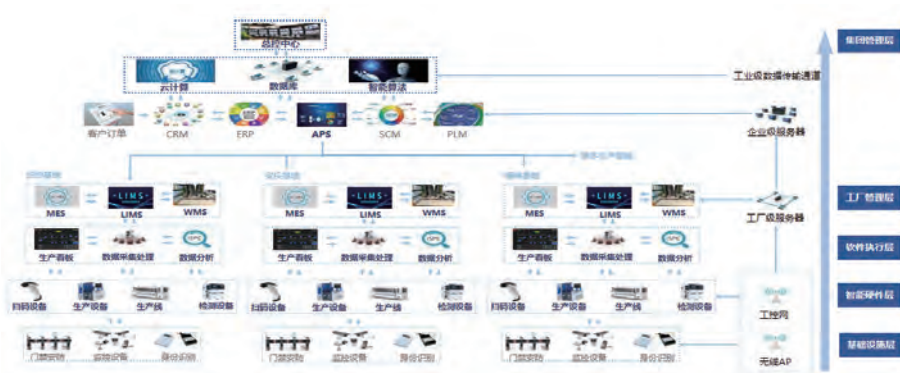 总控中心
集团管理层
云计算 数据库 智能算法
工业级数据传输通道
客户订单 CRM ERP APS SCM PLM
企业级服务器
MES LIMS WMS
MES LIMS WMS
MES LIMS WMS
工厂级服务器
工厂管理层
生产看板 数据采集处理 数据分析
生产看板 数据采集处理 数据分析
生产看板 数据采集处理 数据分析
软件执行层
扫码设备 生产设备 生产线 检测设备
扫码设备 生产设备 生产线 检测设备
扫码设备 生产设备 生产线 检测设备
工控网
智能硬件层
门禁安防 监控设备 身份识别
门禁安防 监控设备 身份识别
门禁安防 监控设备 身份识别
无线AP
基础设施层